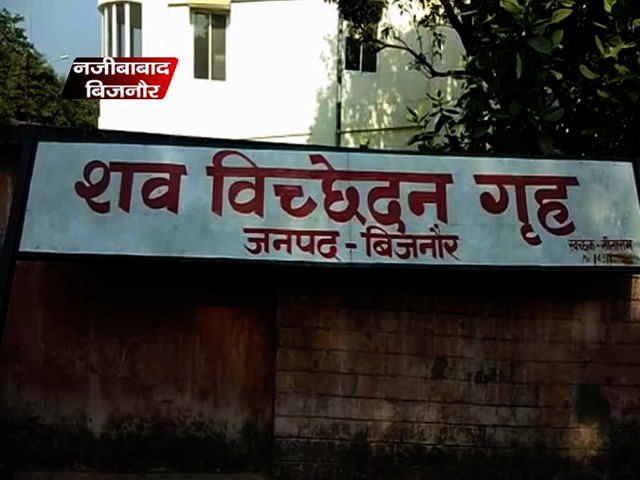 नजीबाबाद
बिजनौर
शव विच्छेदन गृह
जनपद - बिजनौर